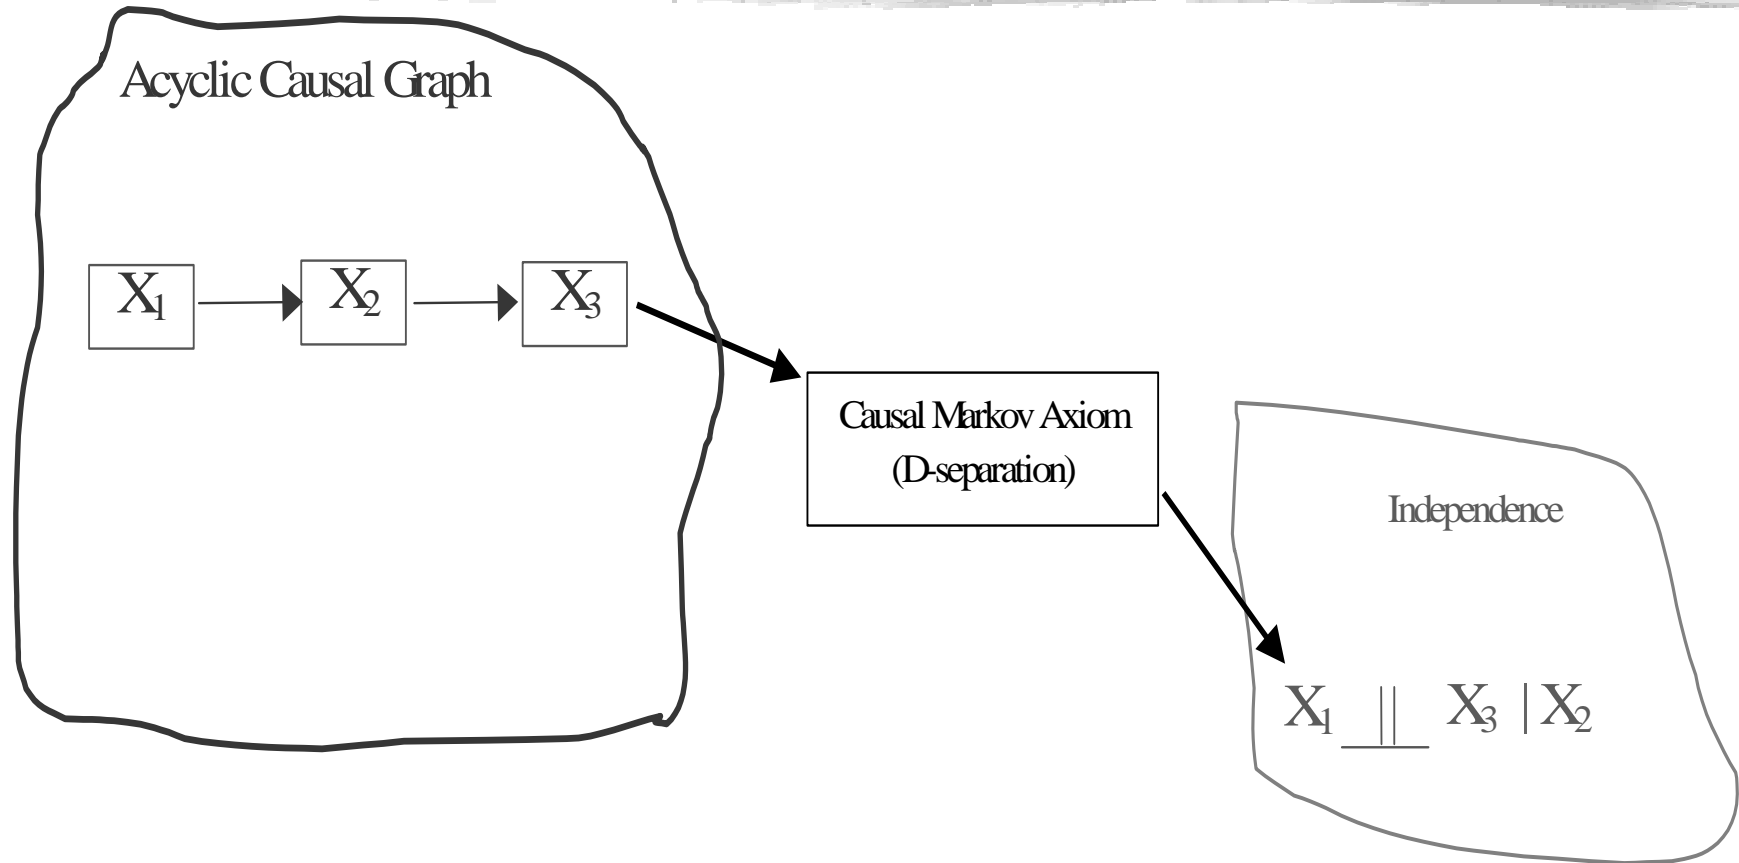 Acyclic Causal Graph
X₁ X₂ X₃
Causal Markov Axiom
(D-separation)
Independence
X₁ ⫫ X₃ | X₂